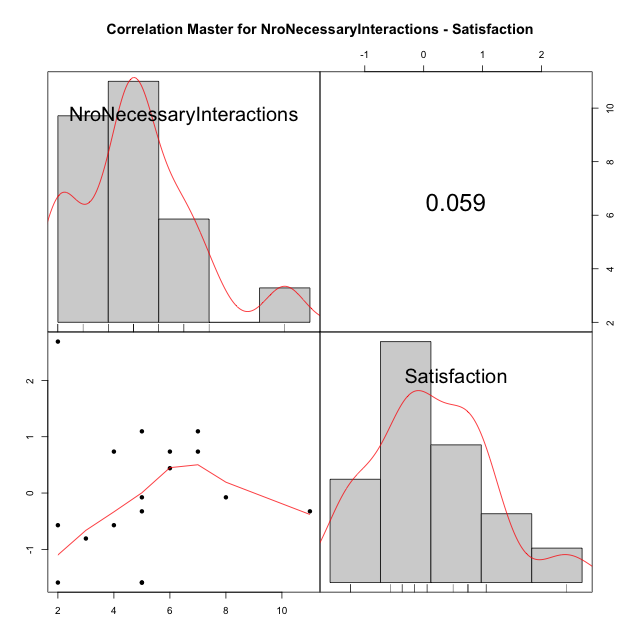 Correlation Master for NroNecessaryInteractions - Satisfaction
-1 0 1 2
NroNecessaryInteractions
0.059
10
8
6
4
2
Satisfaction
2
1
0
-1
2 4 6 8 10